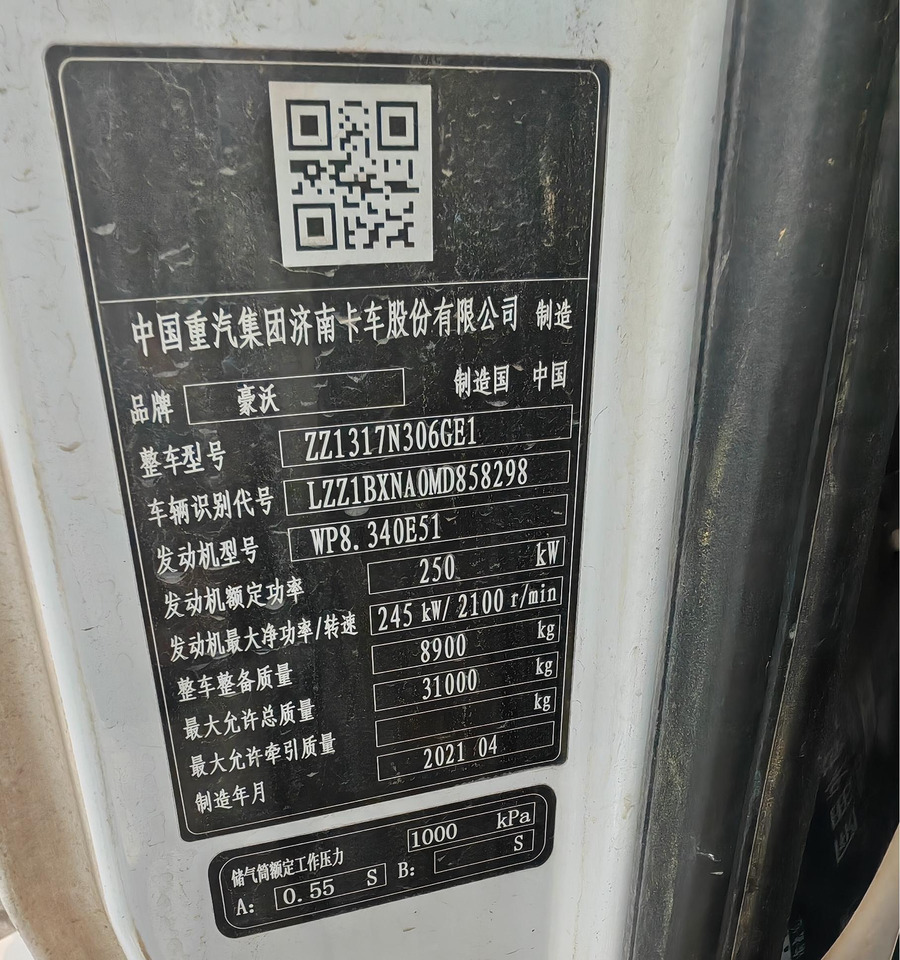 中国重汽集团济南卡车股份有限公司 制造
品牌 豪沃 制造国 中国
整车型号 ZZ1317N306GE1
车辆识别代号 LZZ1BXNA0MD858298
发动机型号 WP8.340E51
发动机额定功率 250 kW
发动机最大净功率/转速 245 kW/ 2100 r/min
整车整备质量 8900 kg
最大允许总质量 31000 kg
最大允许牵引质量 kg
制造年月 2021 04
储气筒额定工作压力 1000 kPa
A: 0.55 S B: S